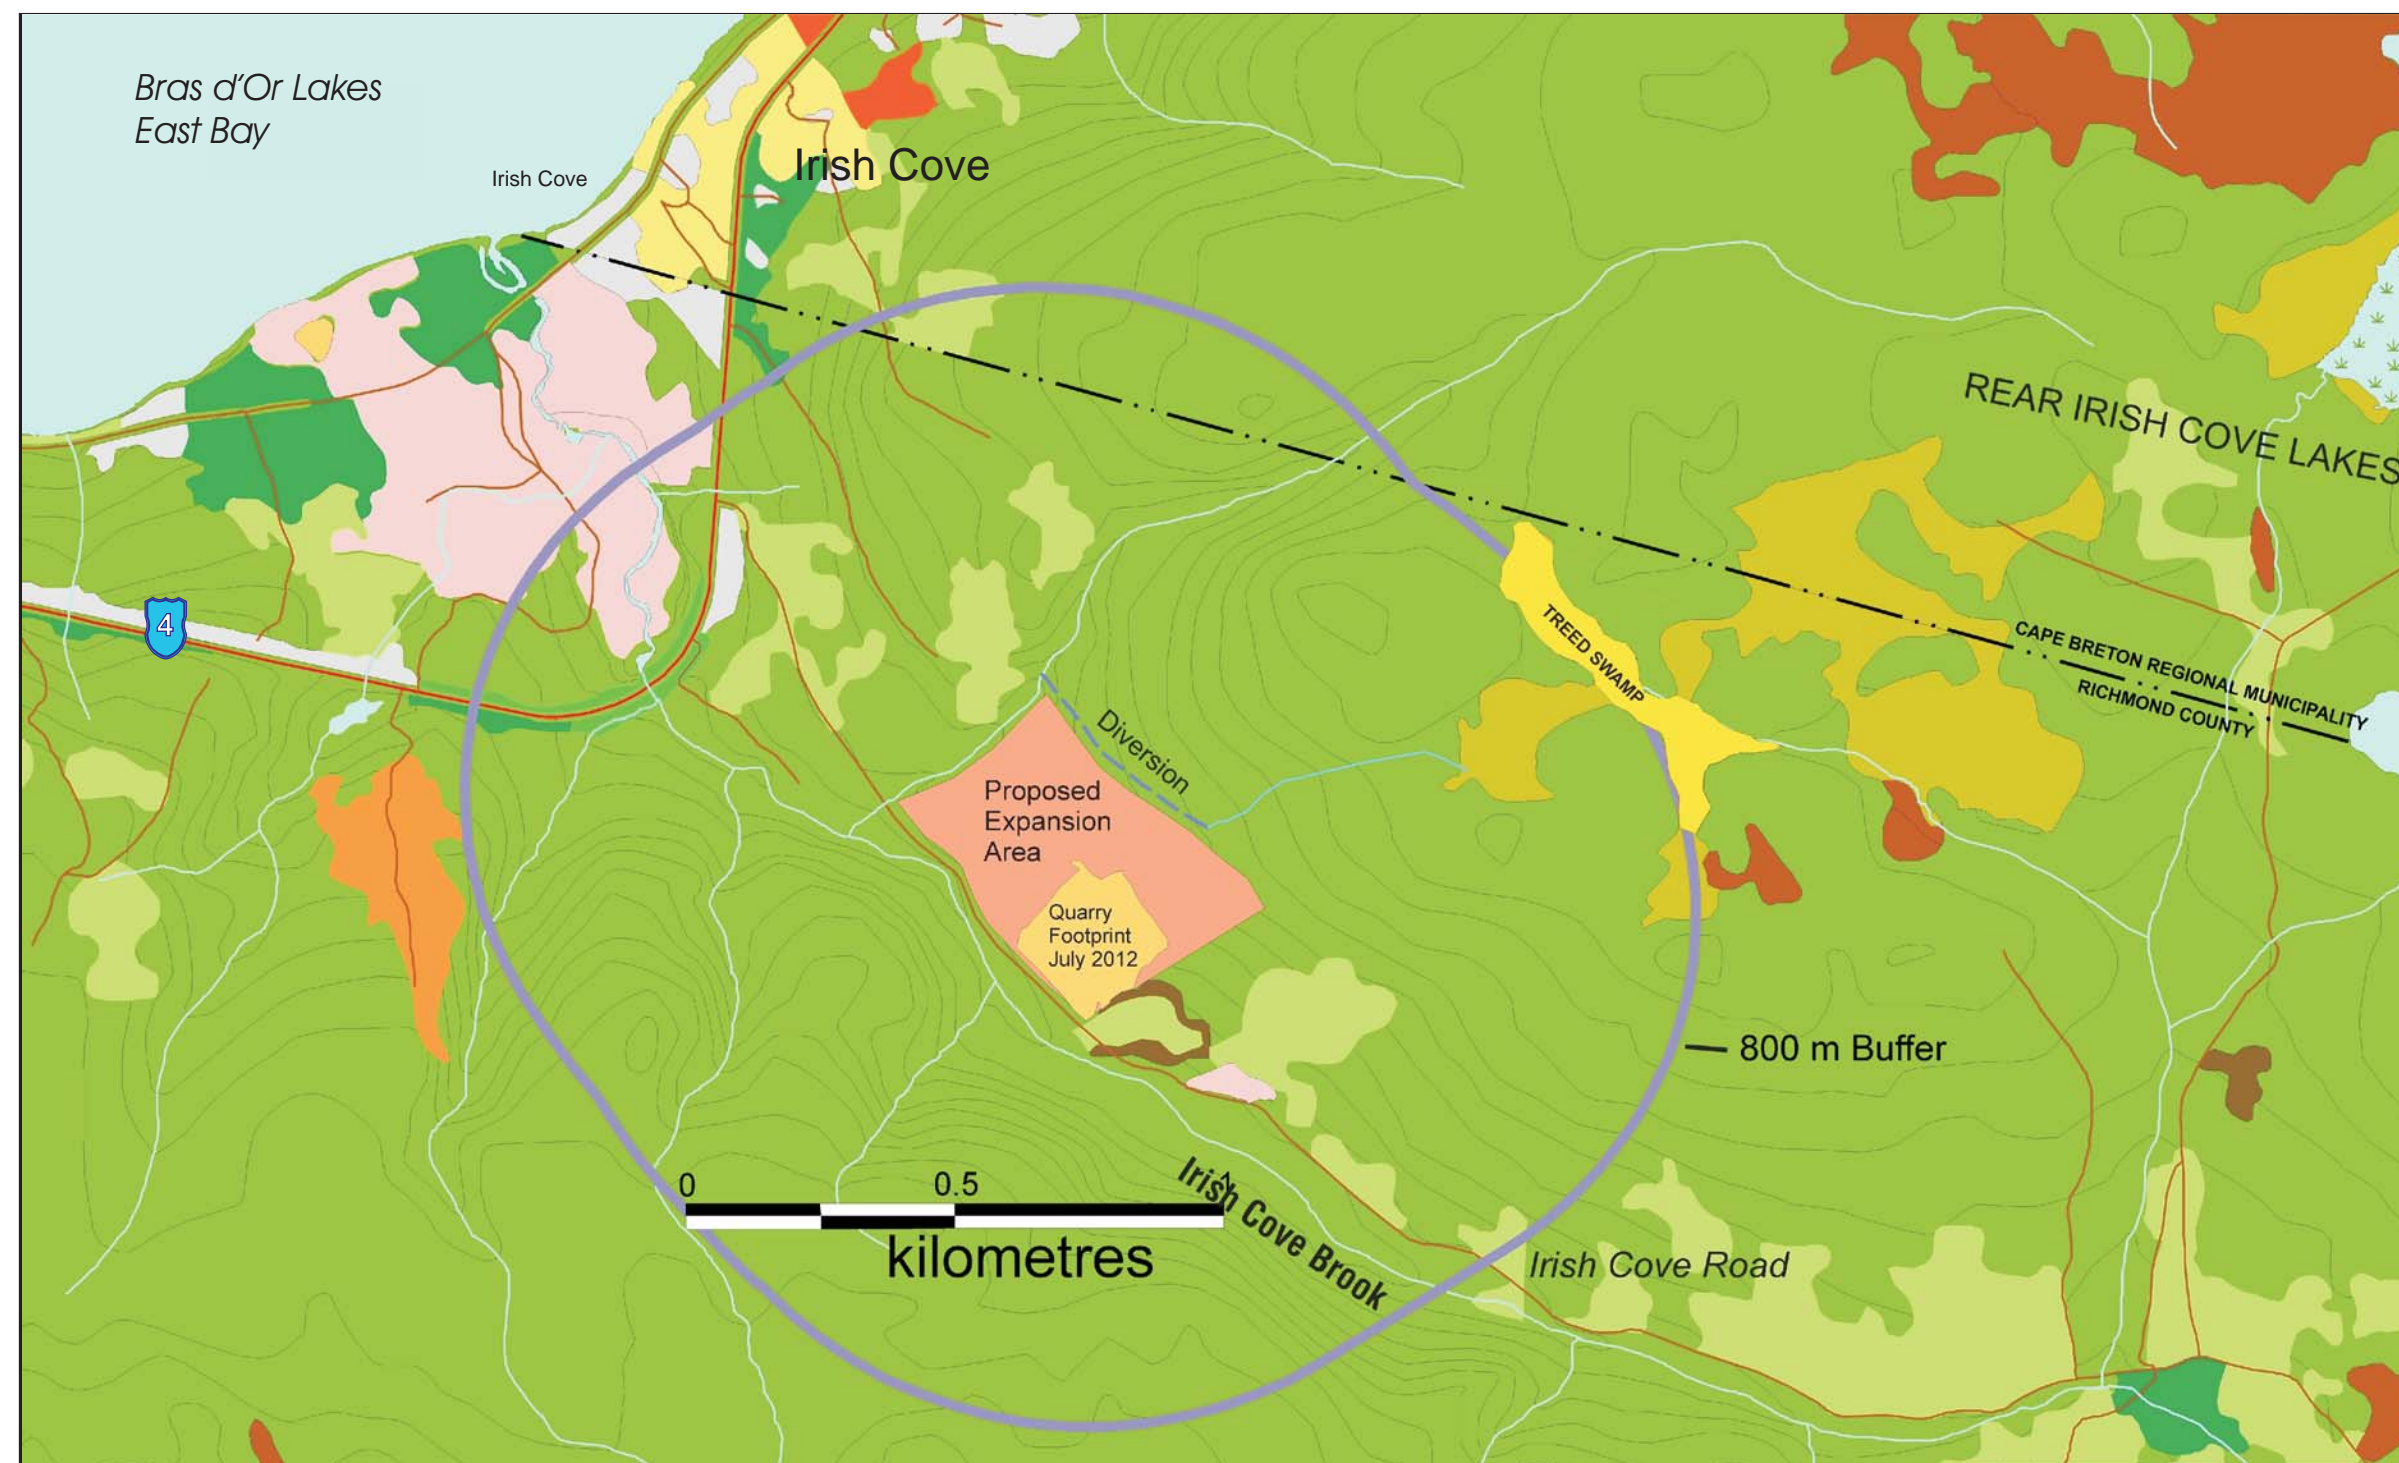 Bras d'Or Lakes
East Bay
Irish Cove
Irish Cove
REAR IRISH COVE LAKES
4
TREED SWAMP
CAPE BRETON REGIONAL MUNICIPALITY
RICHMOND COUNTY
Diversion
Proposed
Expansion
Area
Quarry
Footprint
July 2012
800 m Buffer
0 0.5 1
kilometres
Irish Cove Brook
Irish Cove Road